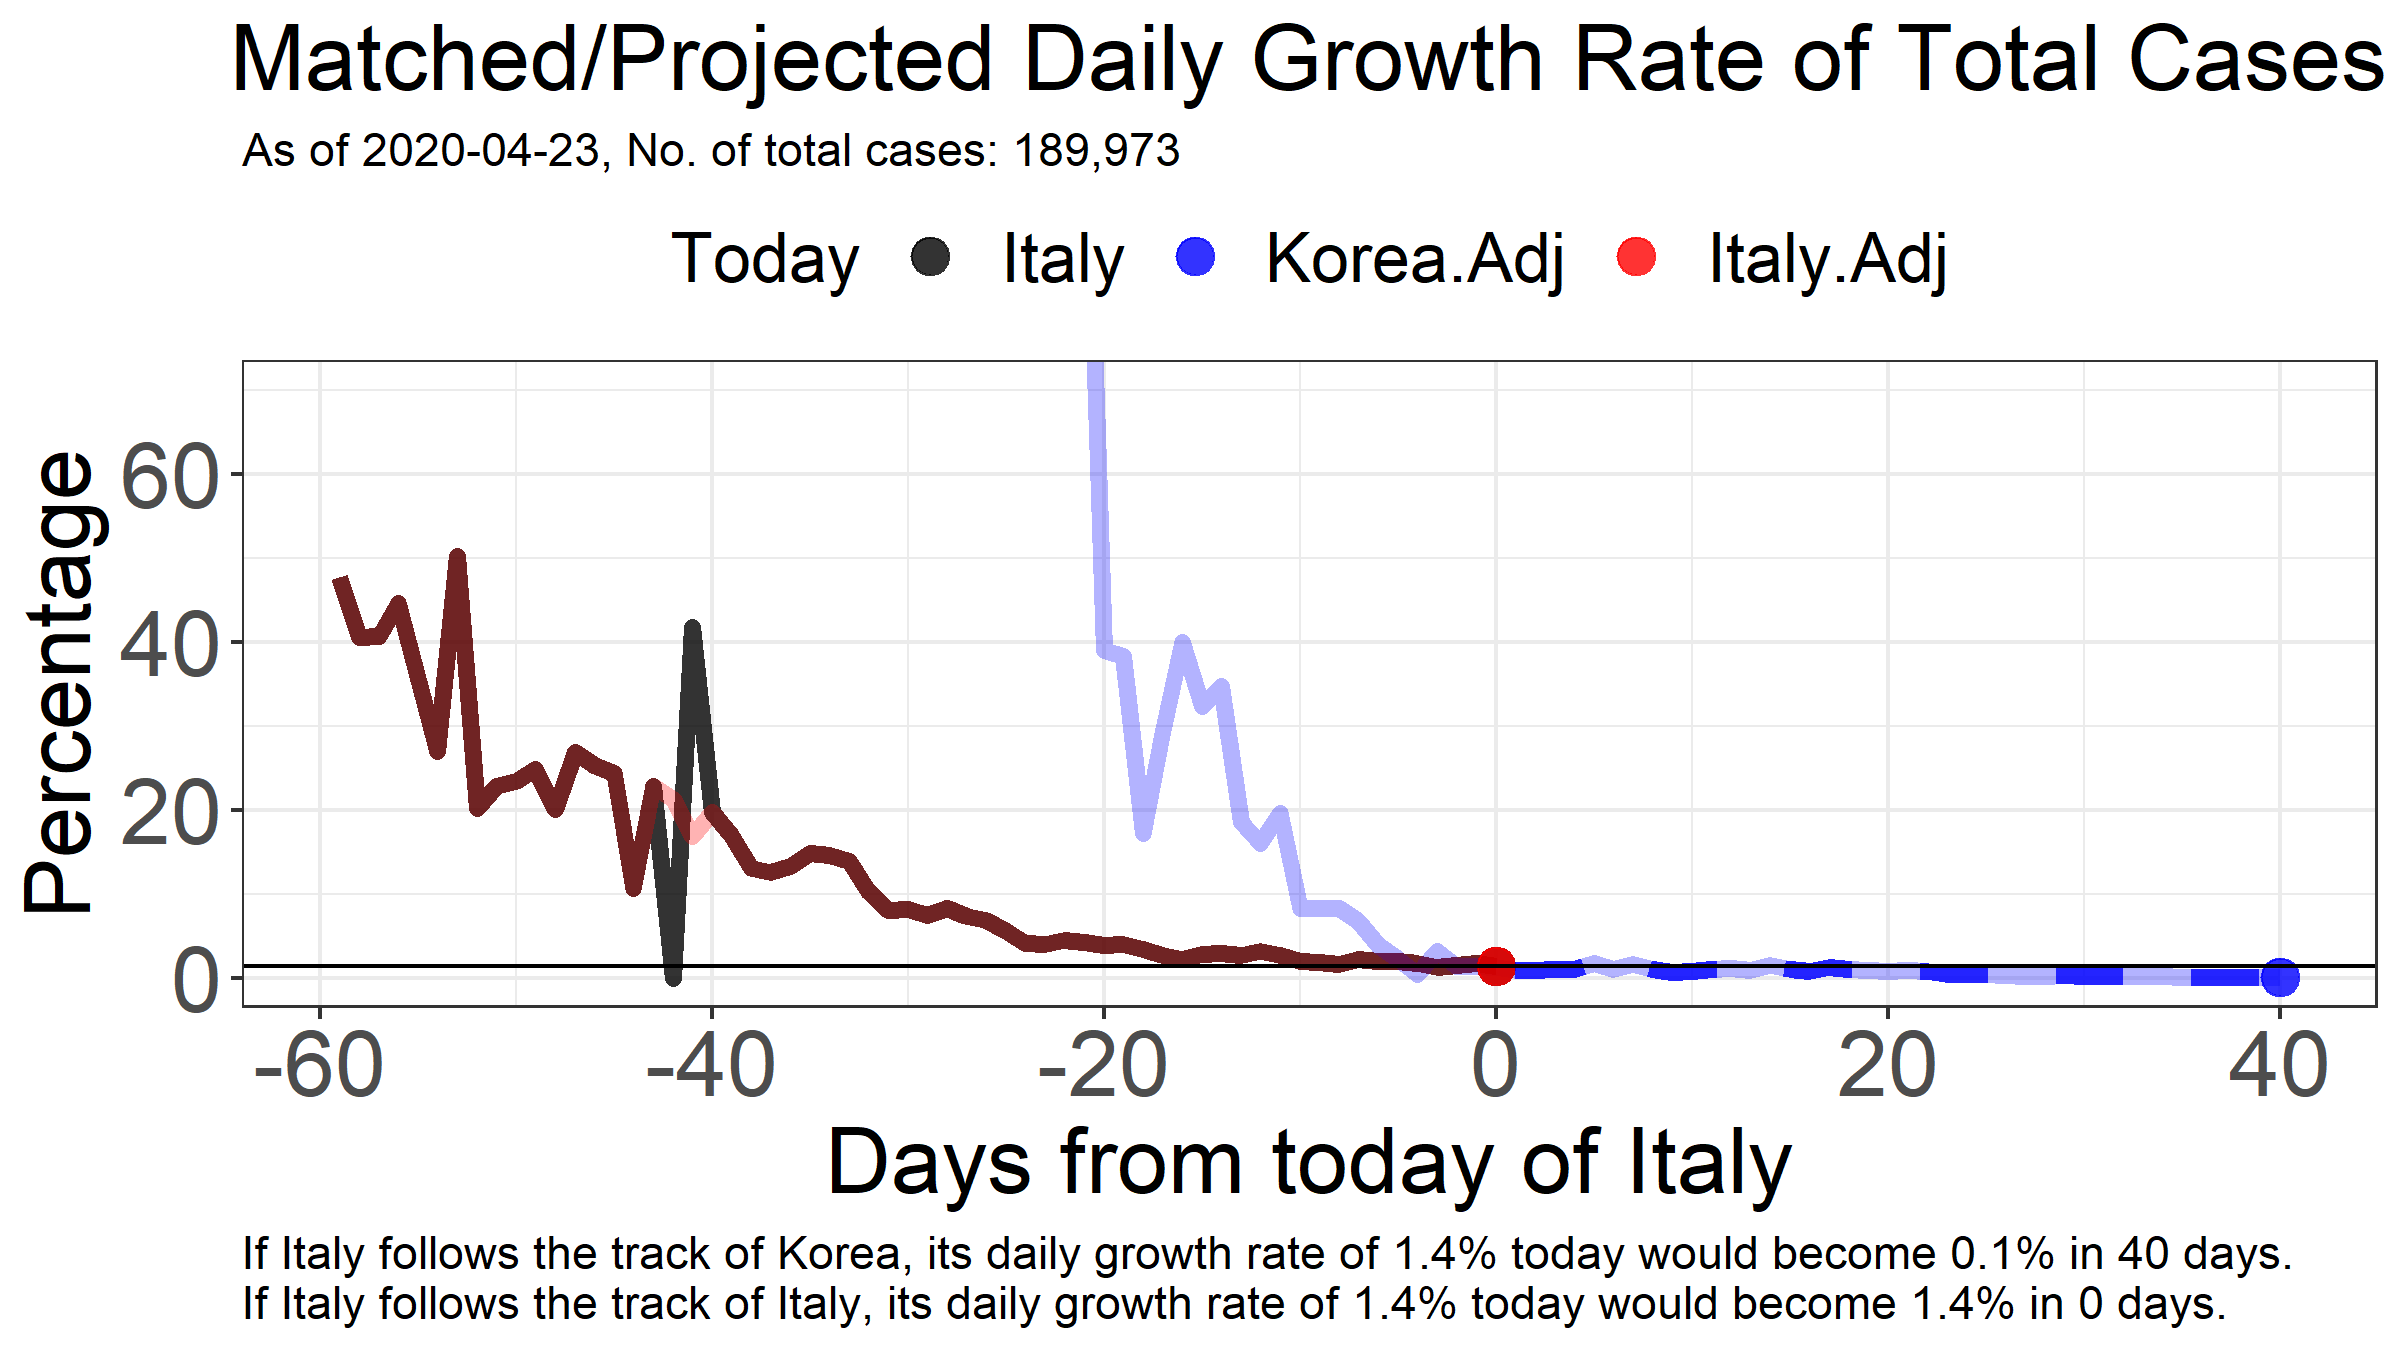 Matched/Projected Daily Growth Rate of Total Cases
As of 2020-04-23, No. of total cases: 189,973
Today Italy Korea.Adj Italy.Adj
Percentage
60
40
20
0
-60 -40 -20 0 20 40
Days from today of Italy
If Italy follows the track of Korea, its daily growth rate of 1.4% today would become 0.1% in 40 days.
If Italy follows the track of Italy, its daily growth rate of 1.4% today would become 1.4% in 0 days.